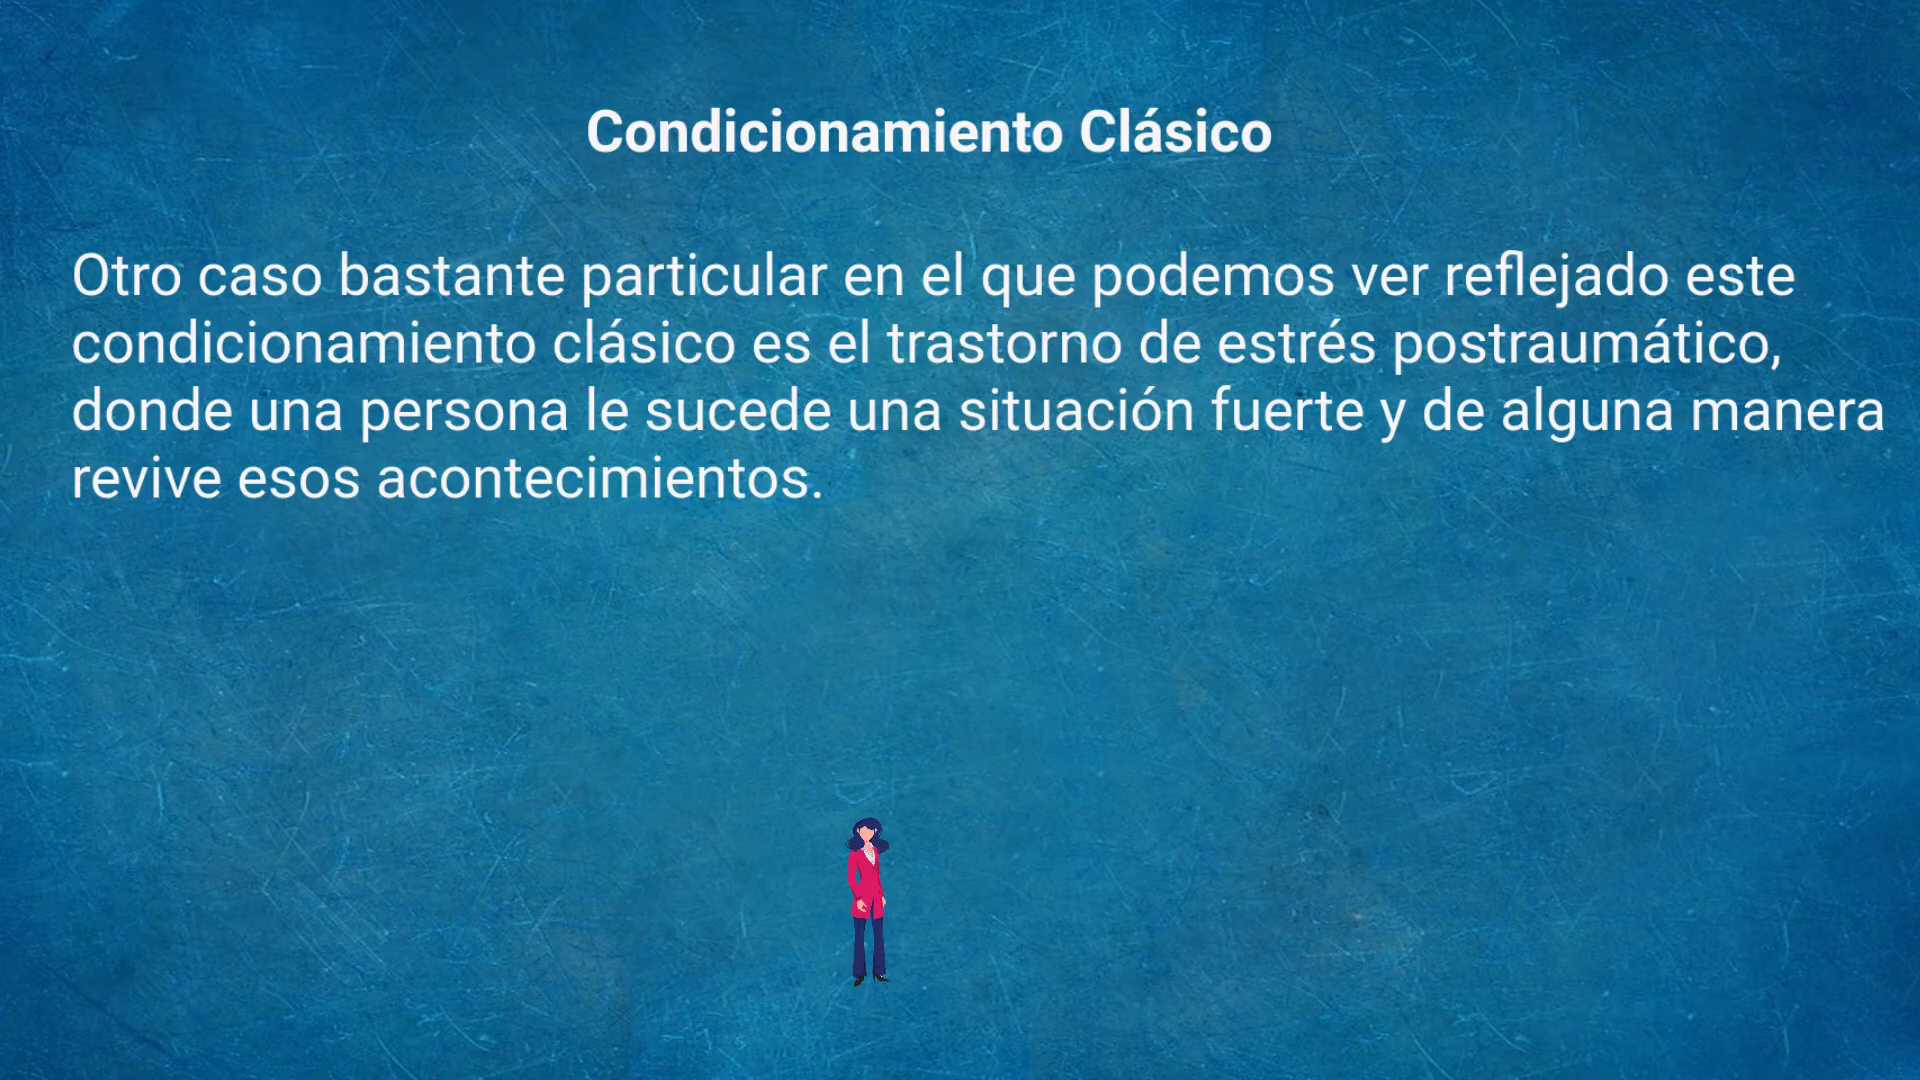 Condicionamiento Clásico
Otro caso bastante particular en el que podemos ver reflejado este
condicionamiento clásico es el trastorno de estrés postraumático,
donde una persona le sucede una situación fuerte y de alguna manera
revive esos acontecimientos.